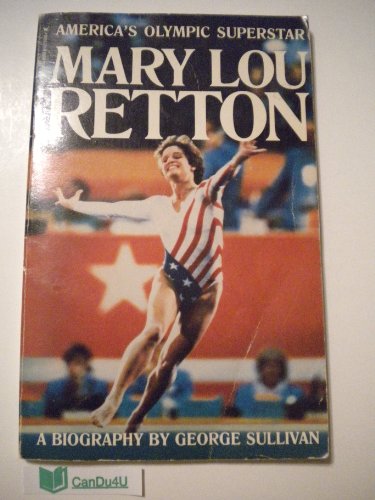 AMERICA'S OLYMPIC SUPERSTAR
MARY LOU
RETTON
A BIOGRAPHY BY GEORGE SULLIVAN
CanDu4U